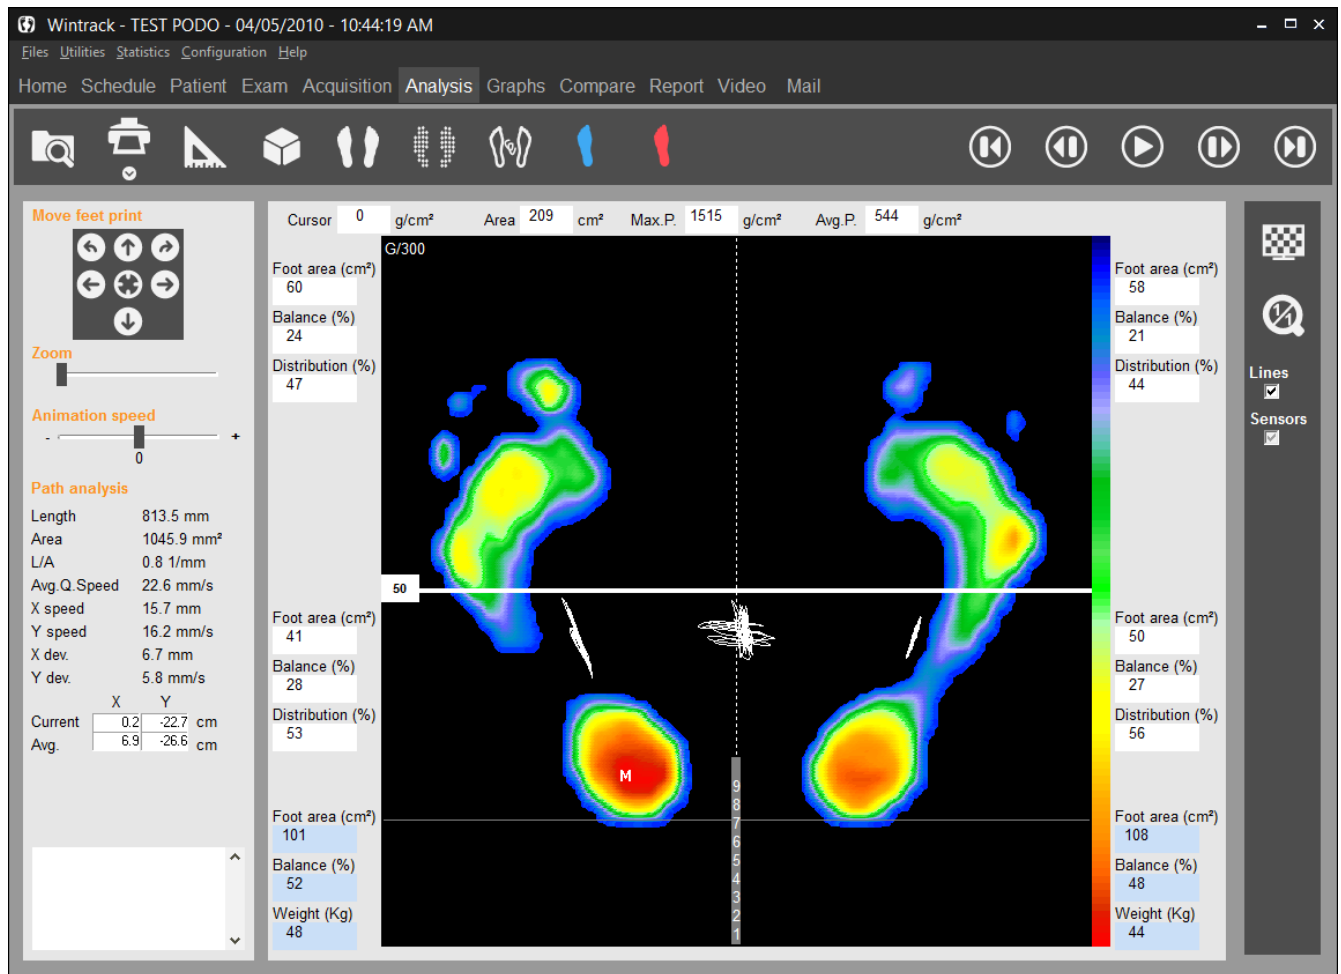 Wintrack - TEST PODO - 04/05/2010 - 10:44:19 AM
Files Utilities Statistics Configuration Help
Home Schedule Patient Exam Acquisition Analysis Graphs Compare Report Video Mail
Move feet print
Zoom
Animation speed
- +
0
Path analysis
Length 813.5 mm
Area 1045.9 mm²
L/A 0.8 1/mm
Avg.Q.Speed 22.6 mm/s
X speed 15.7 mm
Y speed 16.2 mm/s
X dev. 6.7 mm
Y dev. 5.8 mm/s
X Y
Current 0.2 -22.7 cm
Avg. 6.9 -26.6 cm
Cursor 0 g/cm² Area 209 cm² Max.P. 1515 g/cm² Avg.P. 544 g/cm²
G/300
Foot area (cm²)
60
Balance (%)
24
Distribution (%)
47
50
Foot area (cm²)
41
Balance (%)
28
Distribution (%)
53
Foot area (cm²)
101
Balance (%)
52
Weight (Kg)
48
M
9
8
7
6
5
4
3
2
1
Foot area (cm²)
58
Balance (%)
21
Distribution (%)
44
Foot area (cm²)
50
Balance (%)
27
Distribution (%)
56
Foot area (cm²)
108
Balance (%)
48
Weight (Kg)
44
1/1
Lines
Sensors